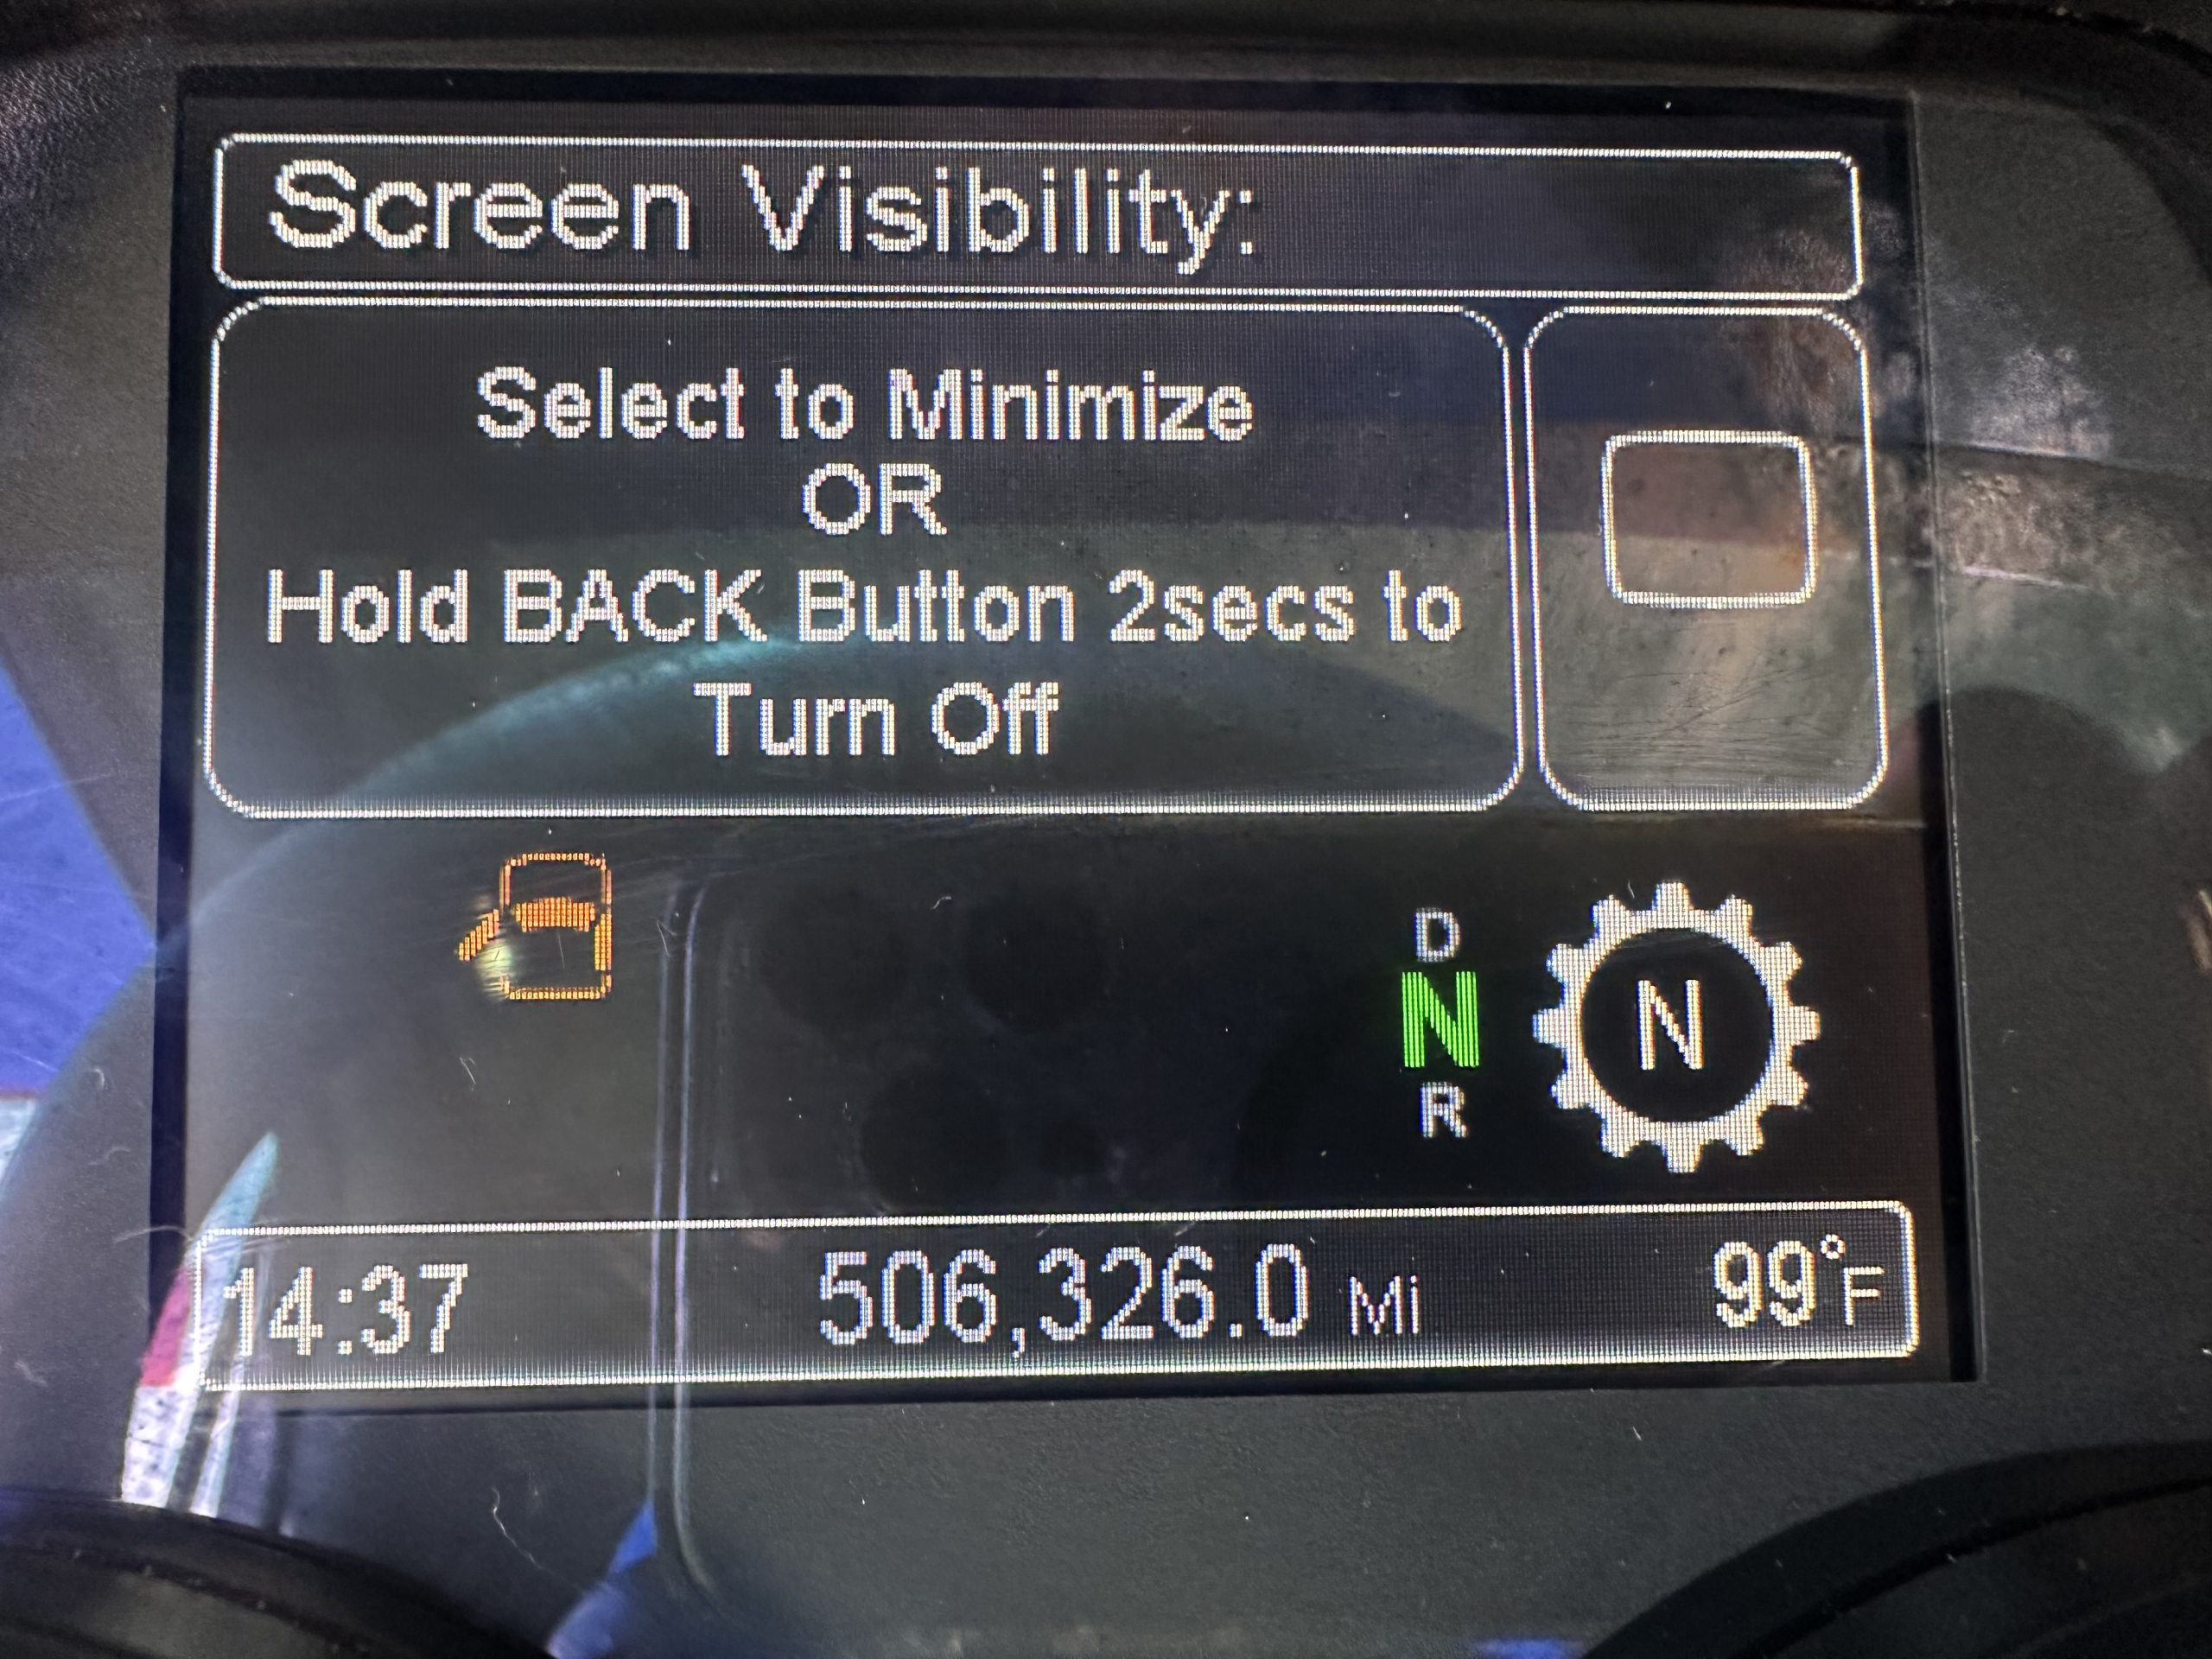 Screen Visibility:
Select to Minimize
OR
Hold BACK Button 2secs to
Turn Off
D
N
R
N
14:37
506,326.0 Mi
99°F